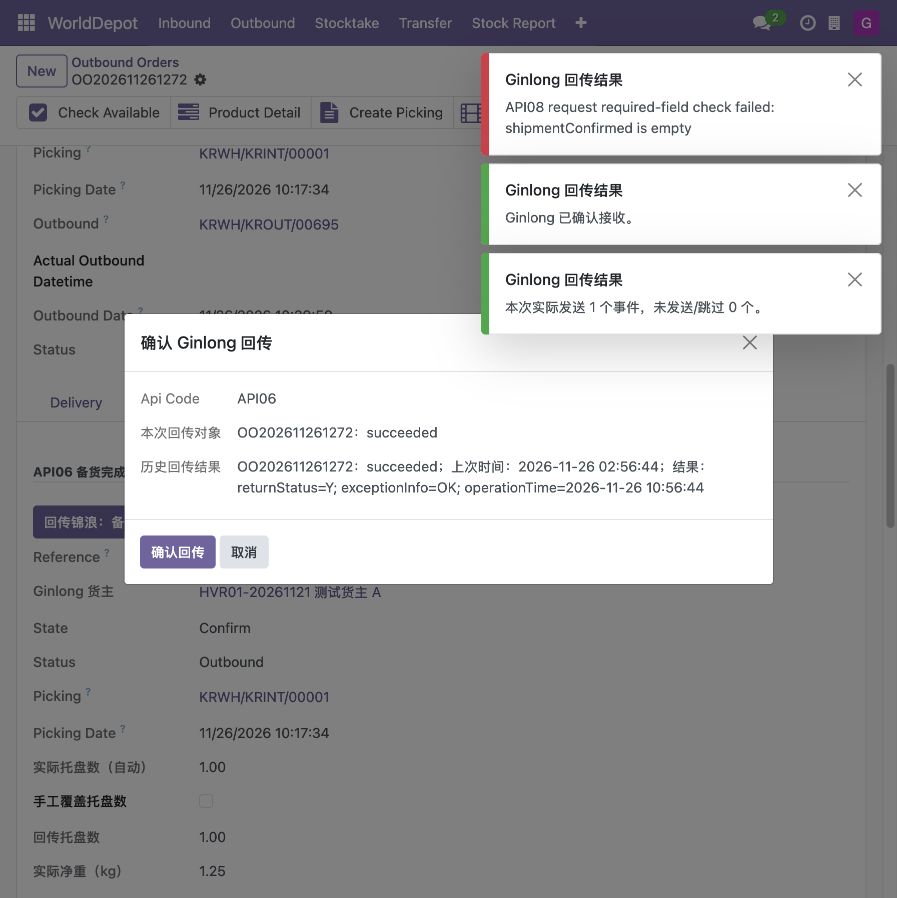 WorldDepot Inbound Outbound Stocktake Transfer Stock Report + 2 G
New
Outbound Orders
OO202611261272
Check Available Product Detail Create Picking
Ginlong 回传结果
API08 request required-field check failed:
shipmentConfirmed is empty
Ginlong 回传结果
Ginlong 已确认接收。
Ginlong 回传结果
本次实际发送 1 个事件，未发送/跳过 0 个。
Picking ? KRWH/KRINT/00001
Picking Date ? 11/26/2026 10:17:34
Outbound ? KRWH/KROUT/00695
Actual Outbound
Datetime
Outbound Date ?
Status
Delivery
确认 Ginlong 回传
Api Code API06
本次回传对象 OO202611261272：succeeded
历史回传结果 OO202611261272：succeeded；上次时间：2026-11-26 02:56:44；结果：
returnStatus=Y; exceptionInfo=OK; operationTime=2026-11-26 10:56:44
确认回传 取消
API06 备货完成
回传锦浪：备
Reference ?
Ginlong 货主 HVR01-20261121 测试货主 A
State Confirm
Status Outbound
Picking ? KRWH/KRINT/00001
Picking Date ? 11/26/2026 10:17:34
实际托盘数（自动） 1.00
手工覆盖托盘数
回传托盘数 1.00
实际净重（kg） 1.25